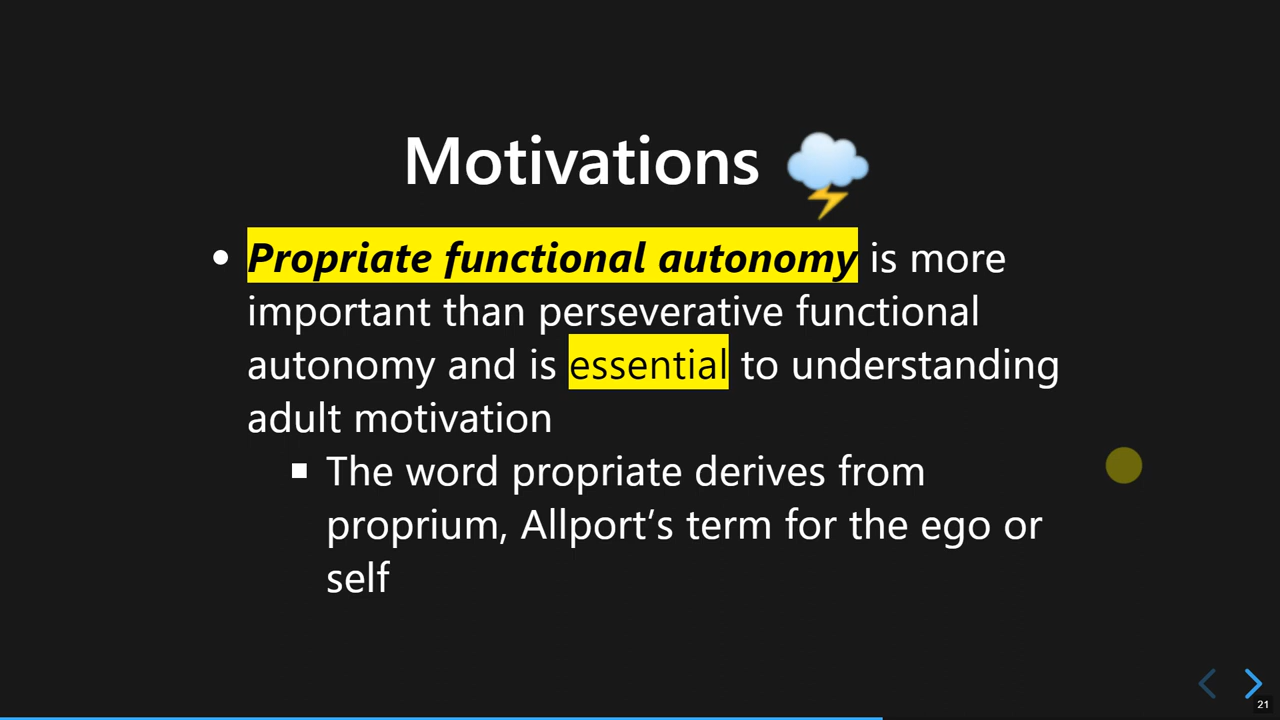 Motivations
Propriate functional autonomy is more
important than perseverative functional
autonomy and is essential to understanding
adult motivation
The word propriate derives from
proprium, Allport’s term for the ego or
self
21